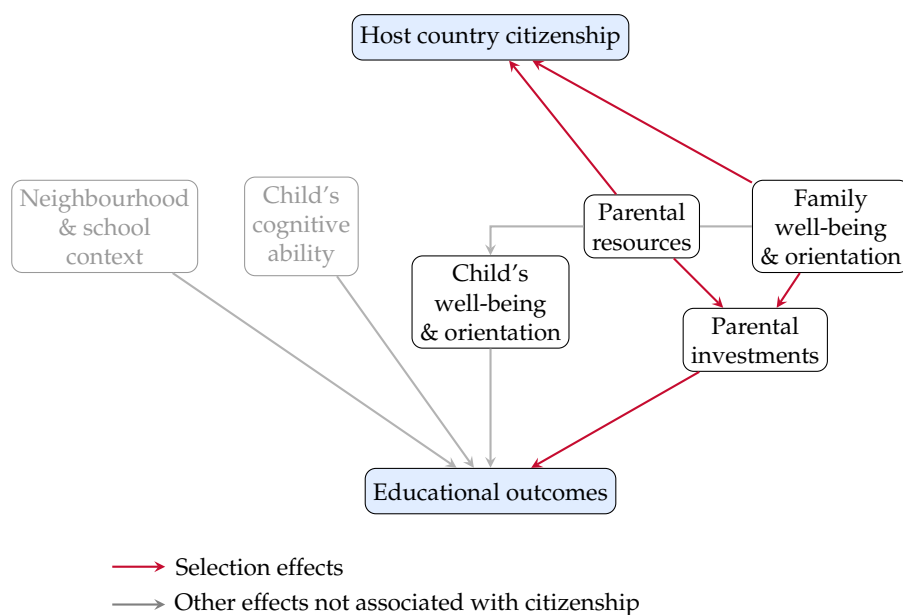 Host country citizenship
Neighbourhood
& school
context
Child's
cognitive
ability
Parental
resources
Family
well-being
& orientation
Child's
well-being
& orientation
Parental
investments
Educational outcomes
Selection effects
Other effects not associated with citizenship